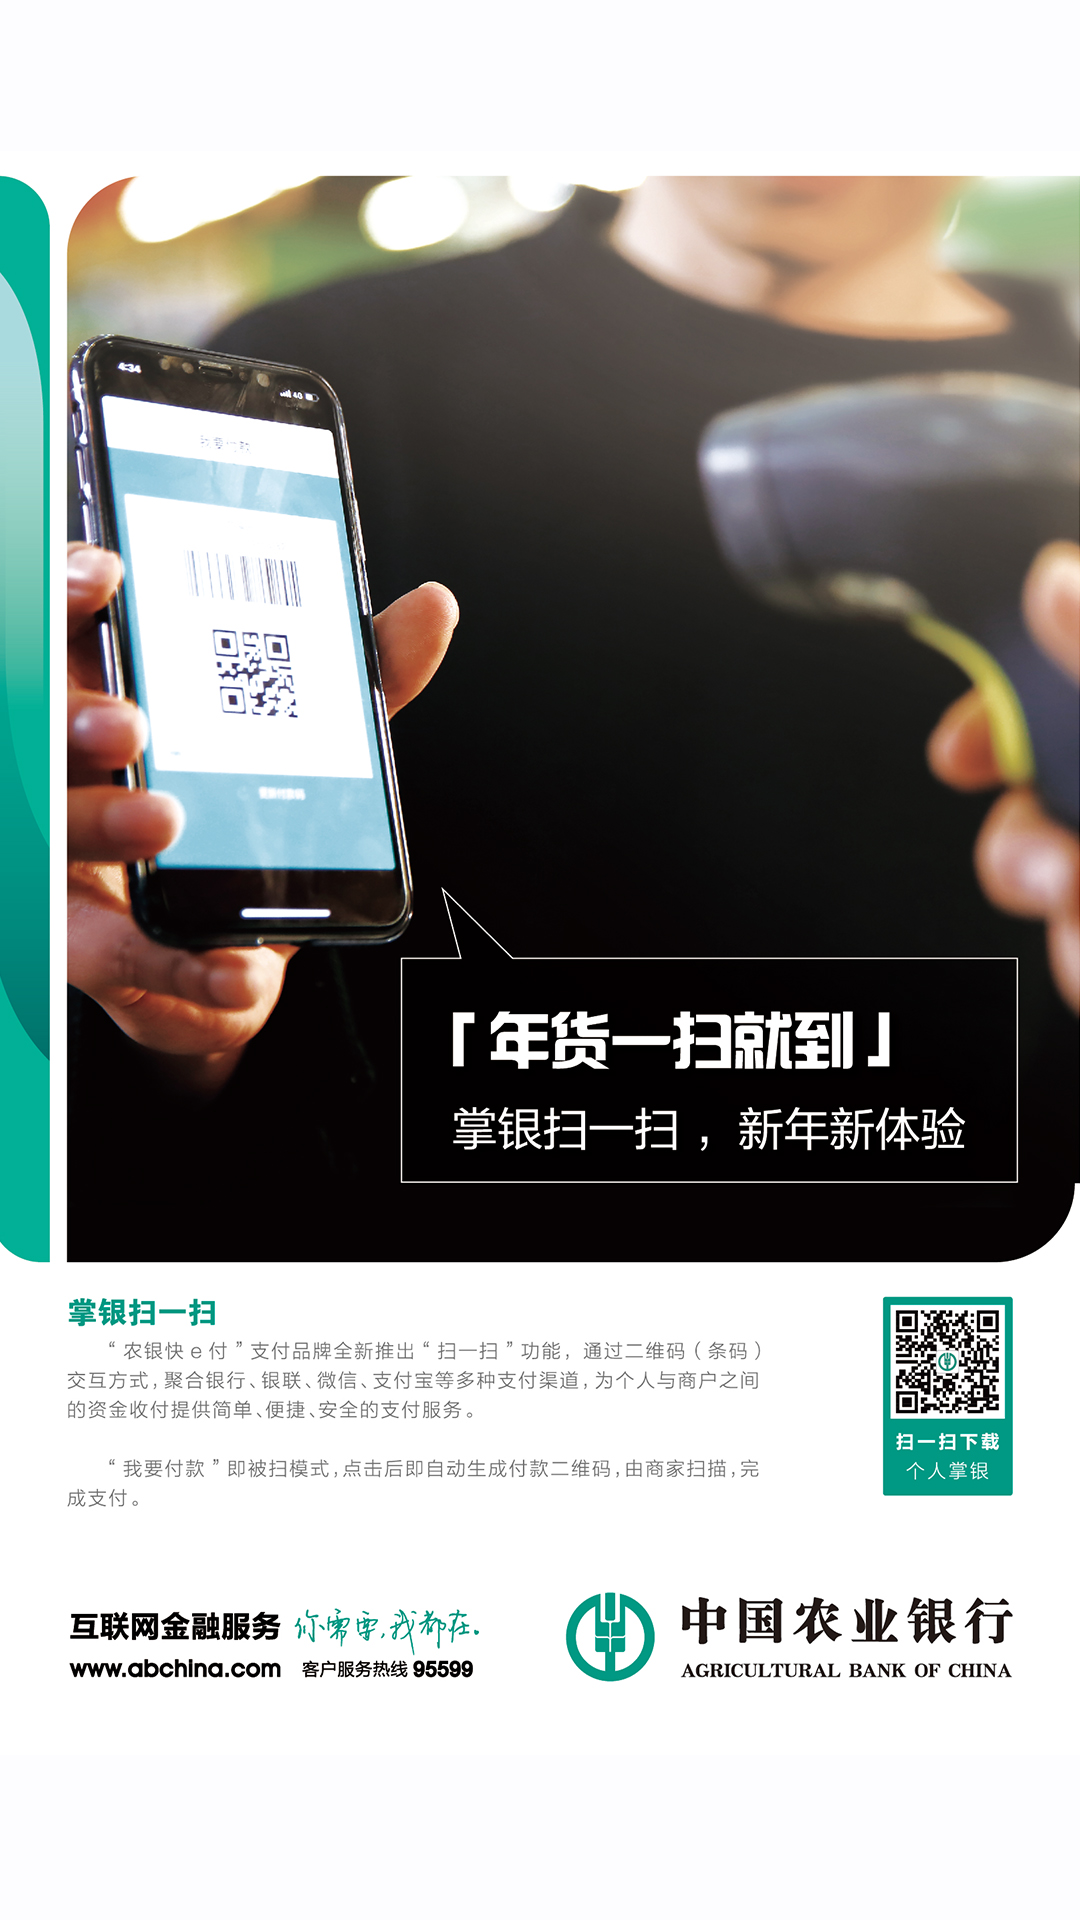 4:34
4G
我要付款
「年货一扫就到」
掌银扫一扫，新年新体验
掌银扫一扫
“农银快e付”支付品牌全新推出“扫一扫”功能，通过二维码（条码）
交互方式，聚合银行、银联、微信、支付宝等多种支付渠道，为个人与商户之间
的资金收付提供简单、便捷、安全的支付服务。
“我要付款”即被扫模式，点击后即自动生成付款二维码，由商家扫描，完
成支付。
扫一扫下载
个人掌银
互联网金融服务 你需要，我都在。
www.abchina.com 客户服务热线 95599
中国农业银行
AGRICULTURAL BANK OF CHINA